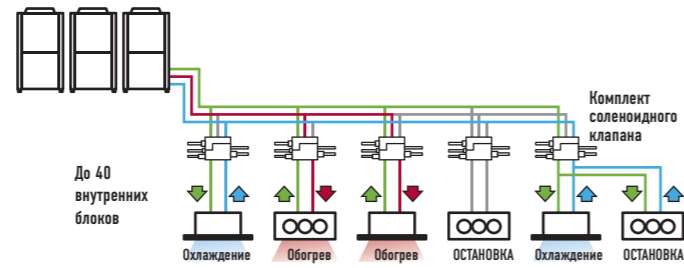 Комплект
соленоидного
клапана
До 40
внутренних
блоков
Охлаждение
Обогрев
Обогрев
ОСТАНОВКА
Охлаждение
ОСТАНОВКА